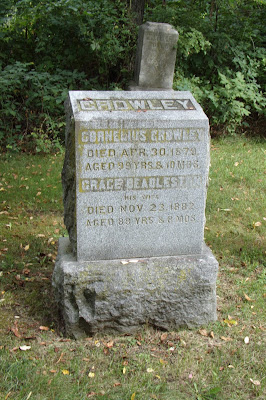 CROWLEY
CORNELIUS CROWLEY
DIED APR. 30, 1879
AGED 99 YRS & 10 MOS.
GRACE BEADLESTON
HIS WIFE
DIED NOV. 23, 1882
AGED 88 YRS & 8 MOS.